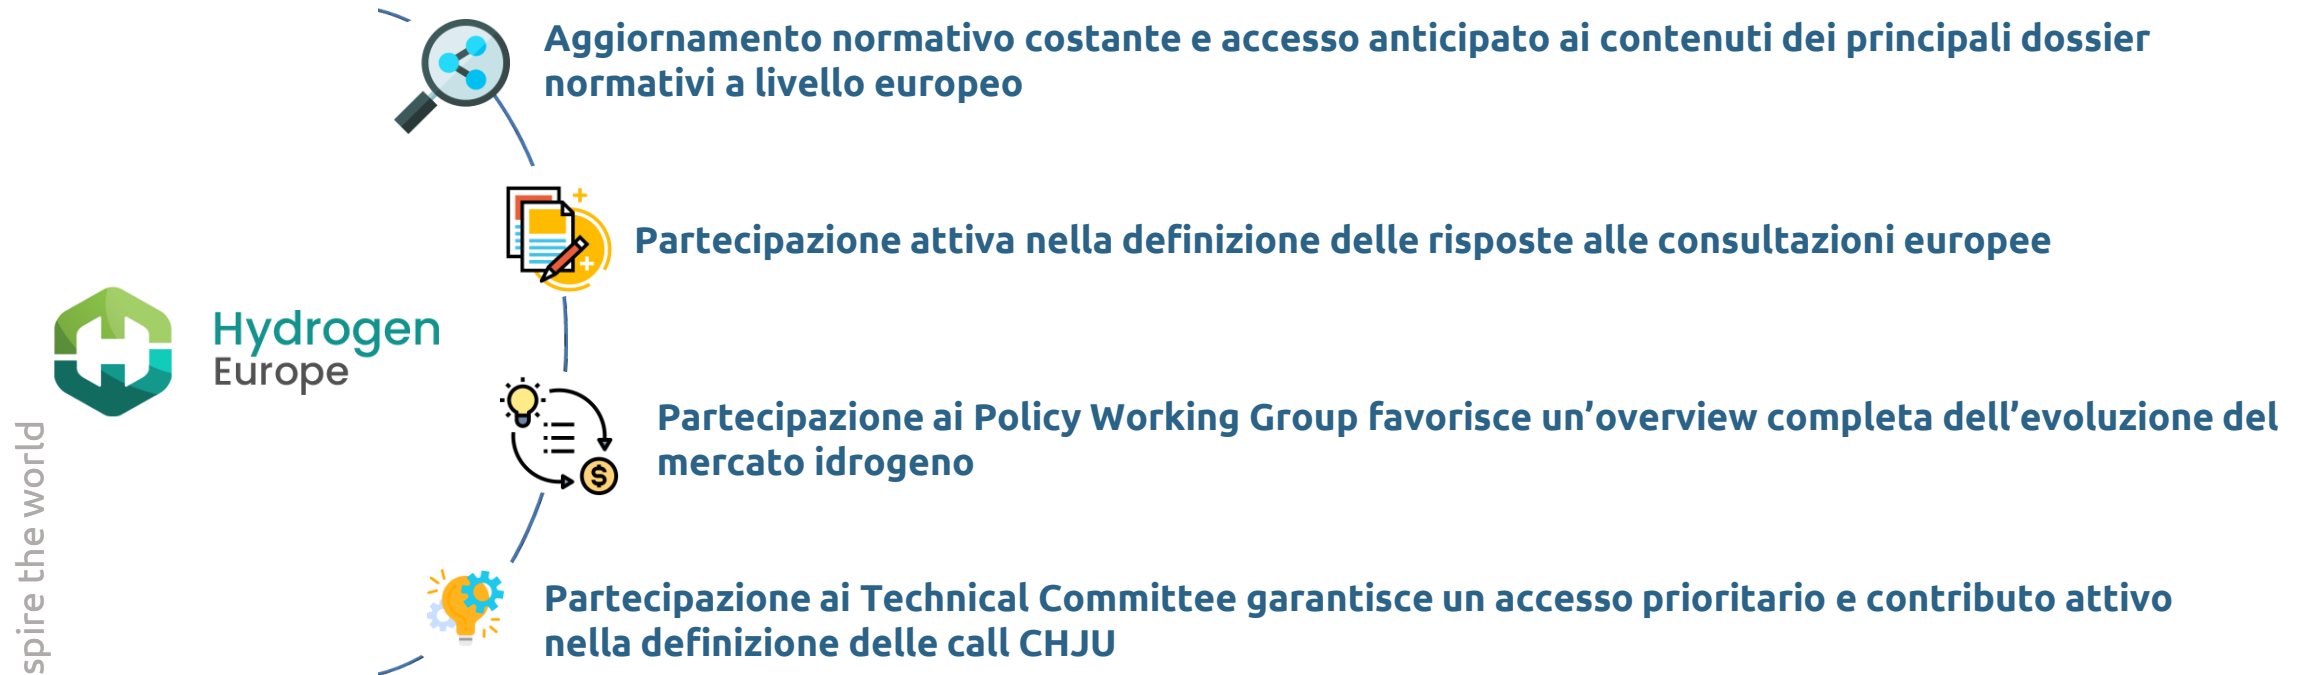 Aggiornamento normativo costante e accesso anticipato ai contenuti dei principali dossier
normativi a livello europeo
Partecipazione attiva nella definizione delle risposte alle consultazioni europee
Hydrogen
Europe
Partecipazione ai Policy Working Group favorisce un’overview completa dell’evoluzione del
mercato idrogeno
Partecipazione ai Technical Committee garantisce un accesso prioritario e contributo attivo
nella definizione delle call CHJU
spire the world